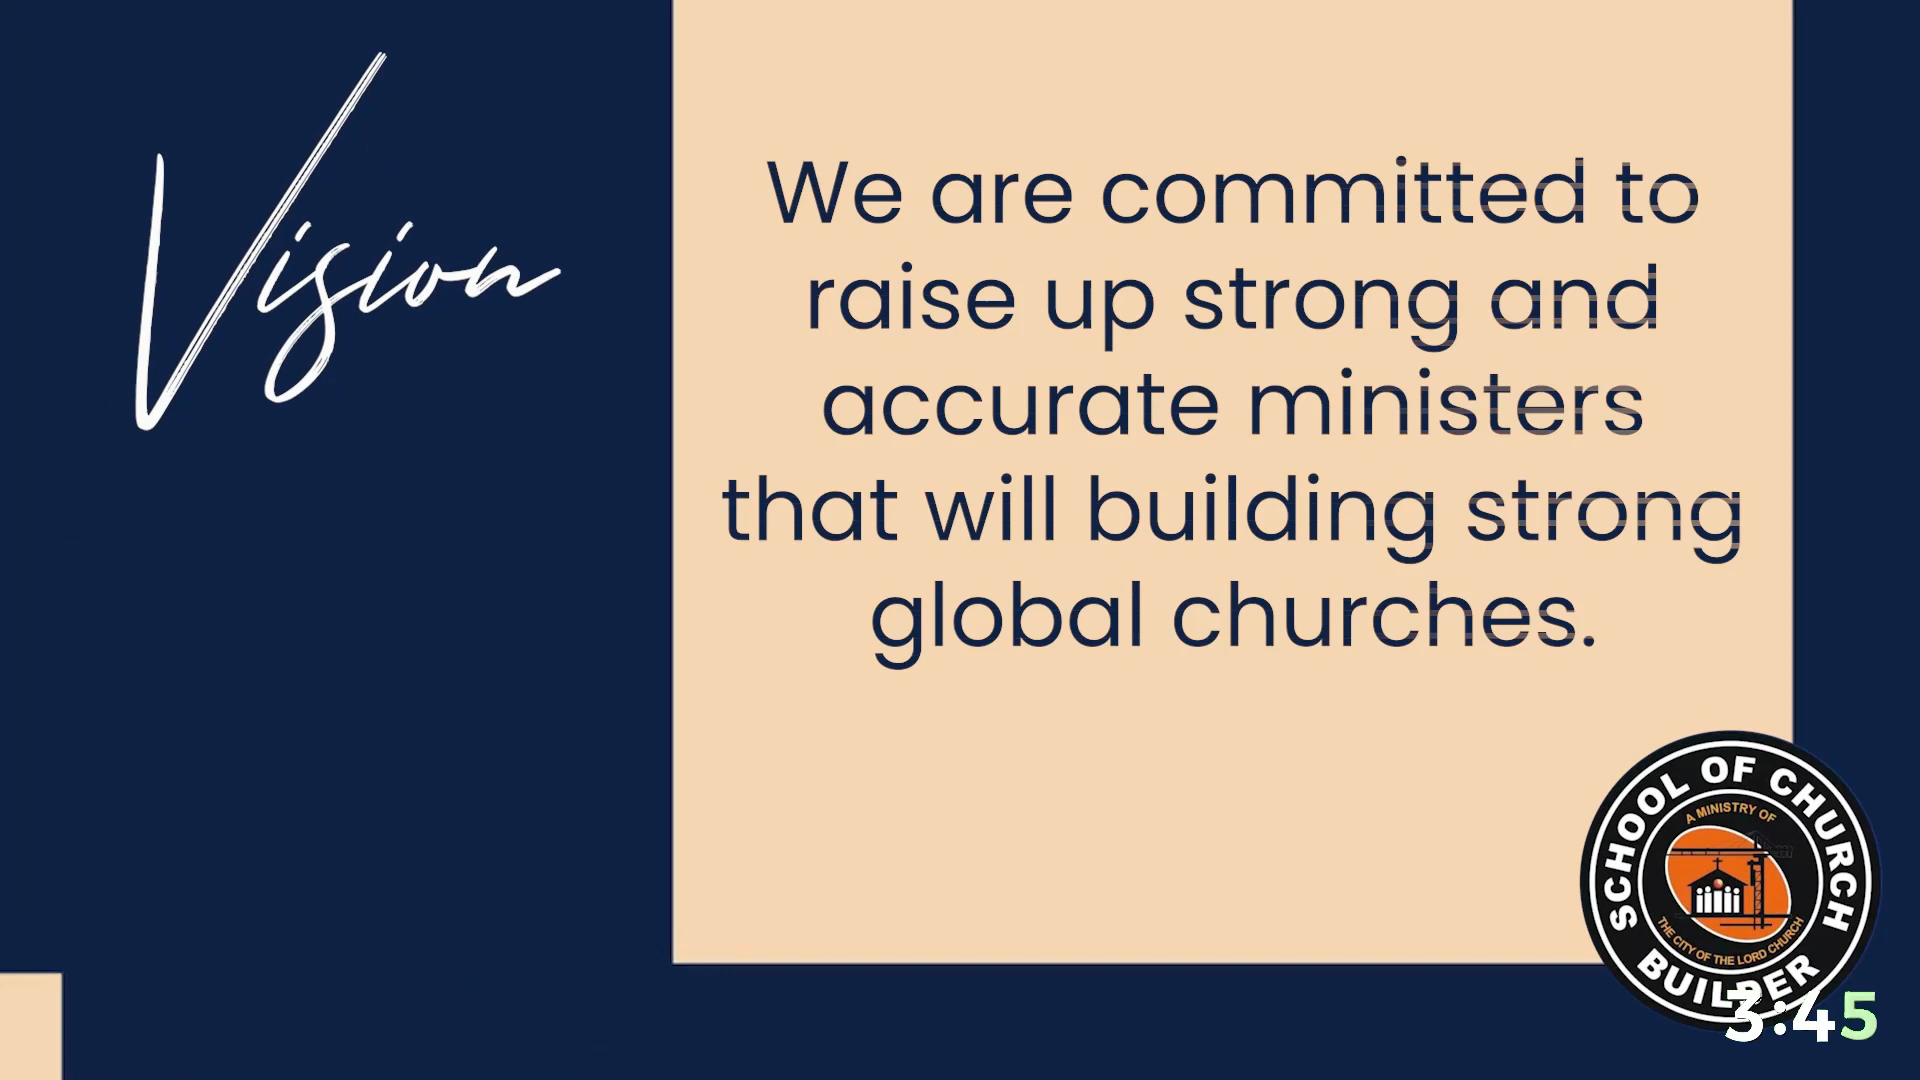 Vision
We are committed to
raise up strong and
accurate ministers
that will building strong
global churches.
SCHOOL OF CHURCH
BUILDER
A MINISTRY OF
THE CITY OF THE LORD CHURCH
3:45